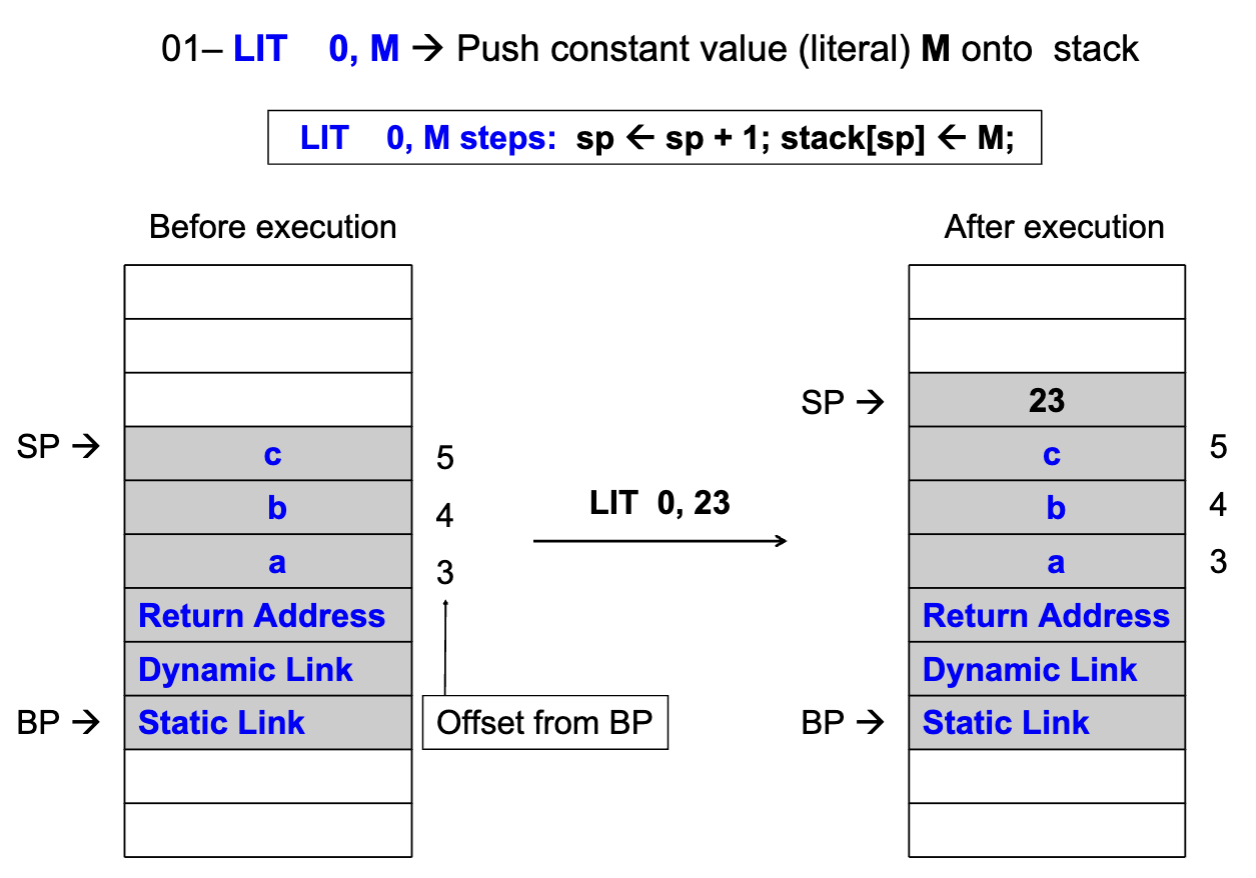 01– LIT 0, M → Push constant value (literal) M onto stack
LIT 0, M steps: sp ← sp + 1; stack[sp] ← M;
Before execution
After execution
SP →
c
5
b
4
a
3
Return Address
Dynamic Link
BP →
Static Link
Offset from BP
LIT 0, 23
SP →
23
c
5
b
4
a
3
Return Address
Dynamic Link
BP →
Static Link